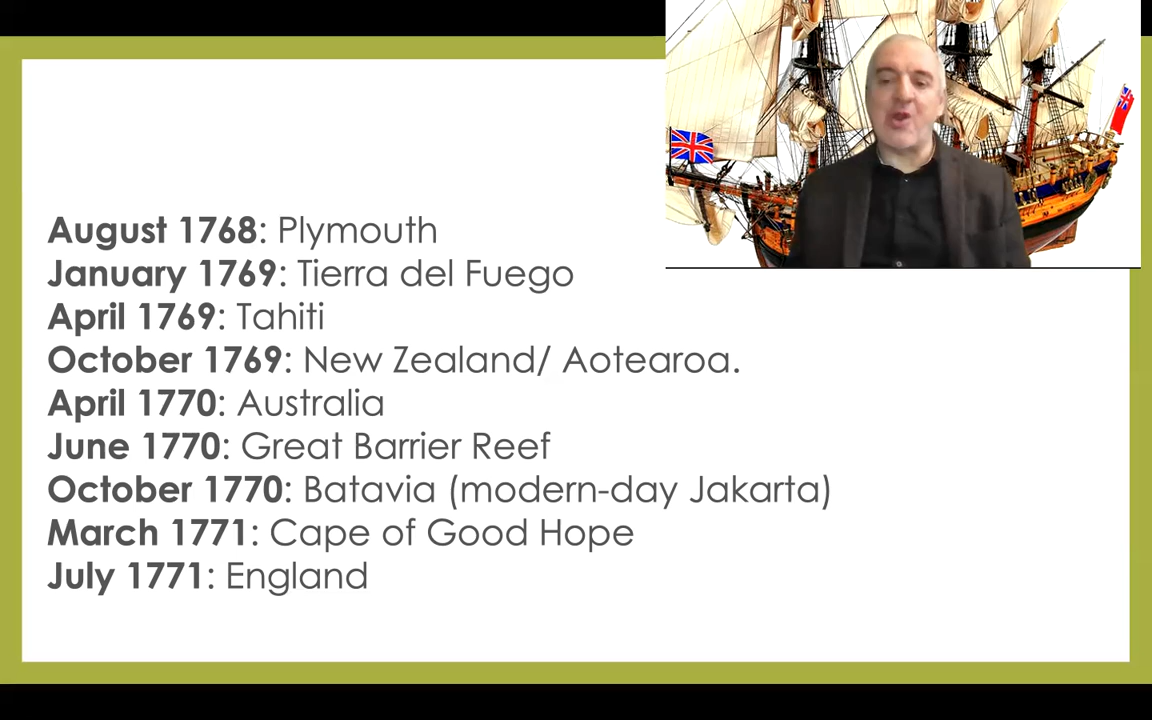 August 1768: Plymouth
January 1769: Tierra del Fuego
April 1769: Tahiti
October 1769: New Zealand/ Aotearoa.
April 1770: Australia
June 1770: Great Barrier Reef
October 1770: Batavia (modern-day Jakarta)
March 1771: Cape of Good Hope
July 1771: England